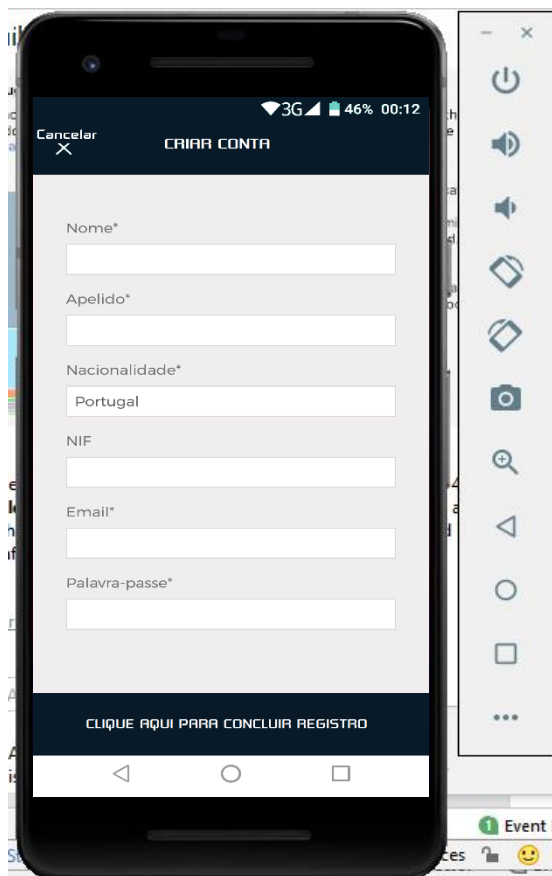 3G 46% 00:12
Cancelar
CRIAR CONTA
Nome*
Apelido*
Nacionalidade*
Portugal
NIF
Email*
Palavra-passe*
CLIQUE AQUI PARA CONCLUIR REGISTRO
1 Event